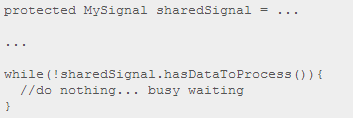 protected MySignal sharedSignal = ...
...
while(!sharedSignal.hasDataToProcess()){
  //do nothing... busy waiting
}